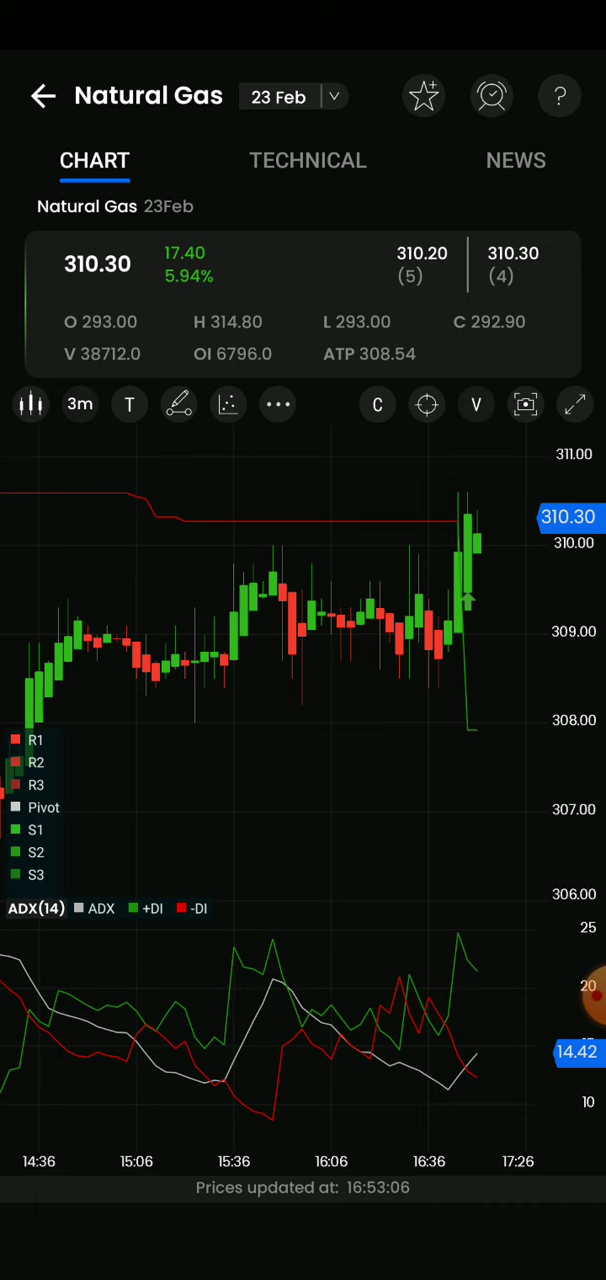 Natural Gas 23 Feb ?
CHART TECHNICAL NEWS
Natural Gas 23Feb
310.30 17.40 310.20 310.30
5.94% (5) (4)
O 293.00 H 314.80 L 293.00 C 292.90
V 38712.0 OI 6796.0 ATP 308.54
3m T C V
311.00
310.30
310.00
309.00
308.00
R1
R2
R3
Pivot
307.00
S1
S2
S3
306.00
ADX(14) ADX +DI -DI
25
20
14.42
10
14:36 15:06 15:36 16:06 16:36 17:26
Prices updated at: 16:53:06